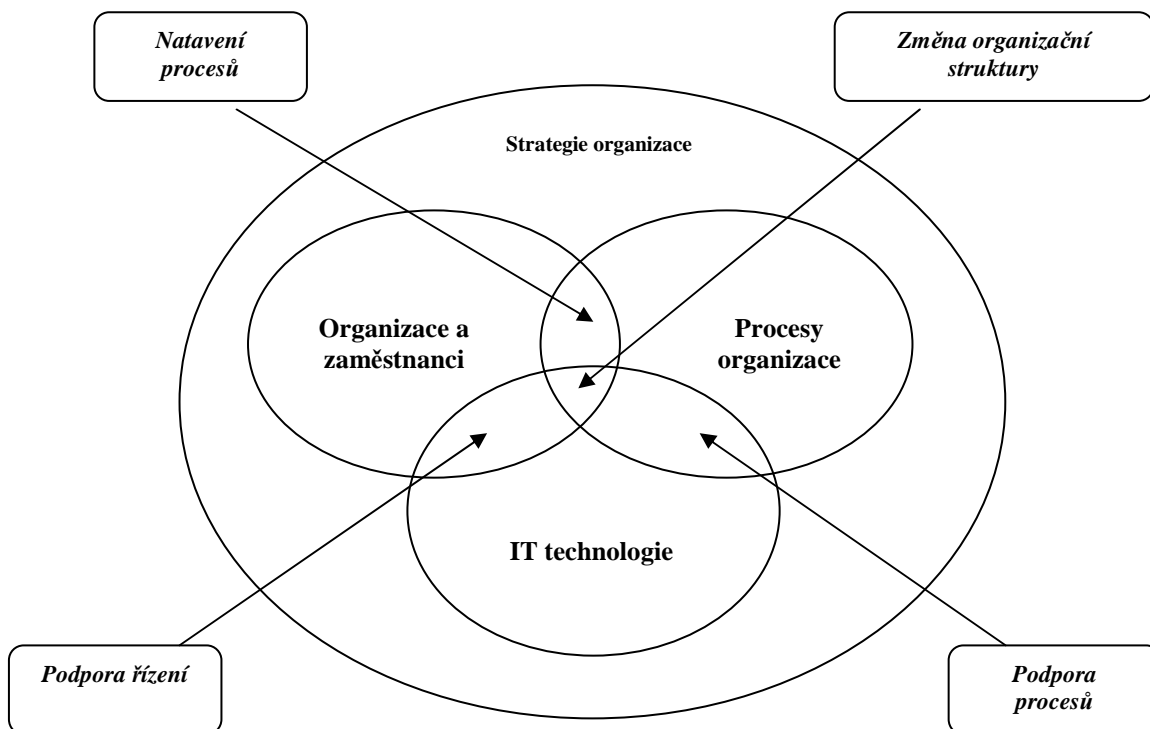 Natavení
procesů
Změna organizační
struktury
Strategie organizace
Organizace a
zaměstnanci
Procesy
organizace
IT technologie
Podpora řízení
Podpora
procesů